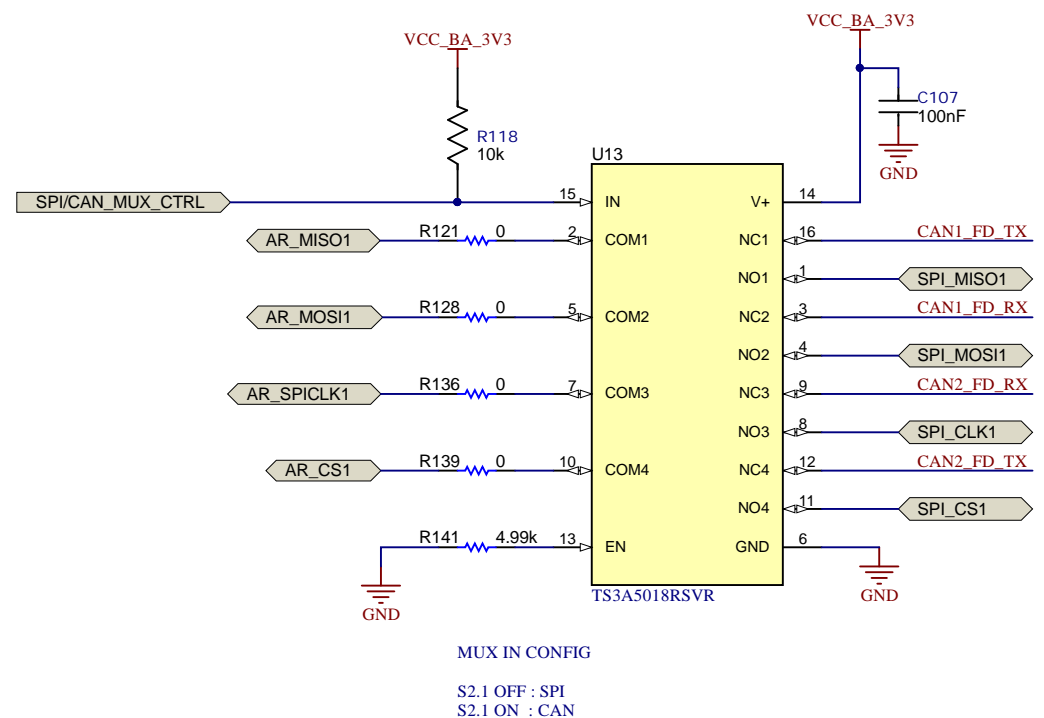 VCC_BA_3V3
VCC_BA_3V3
C107
100nF
R118
10k
GND
U13
SPI/CAN_MUX_CTRL
15
IN
V+
14
AR_MISO1
R121
0
2
COM1
NC1
16
CAN1_FD_TX
NO1
1
SPI_MISO1
AR_MOSI1
R128
0
5
COM2
NC2
3
CAN1_FD_RX
NO2
4
SPI_MOSI1
AR_SPICLK1
R136
0
7
COM3
NC3
9
CAN2_FD_RX
NO3
8
SPI_CLK1
AR_CS1
R139
0
10
COM4
NC4
12
CAN2_FD_TX
NO4
11
SPI_CS1
R141
4.99k
13
EN
GND
6
GND
GND
TS3A5018RSVR
MUX IN CONFIG
S2.1 OFF : SPI
S2.1 ON : CAN